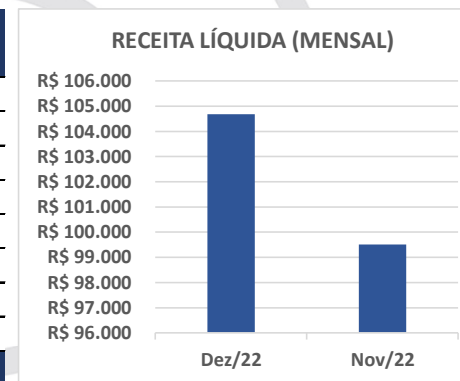 RECEITA LÍQUIDA (MENSAL)
R$ 106.000
R$ 105.000
R$ 104.000
R$ 103.000
R$ 102.000
R$ 101.000
R$ 100.000
R$ 99.000
R$ 98.000
R$ 97.000
R$ 96.000
Dez/22 Nov/22